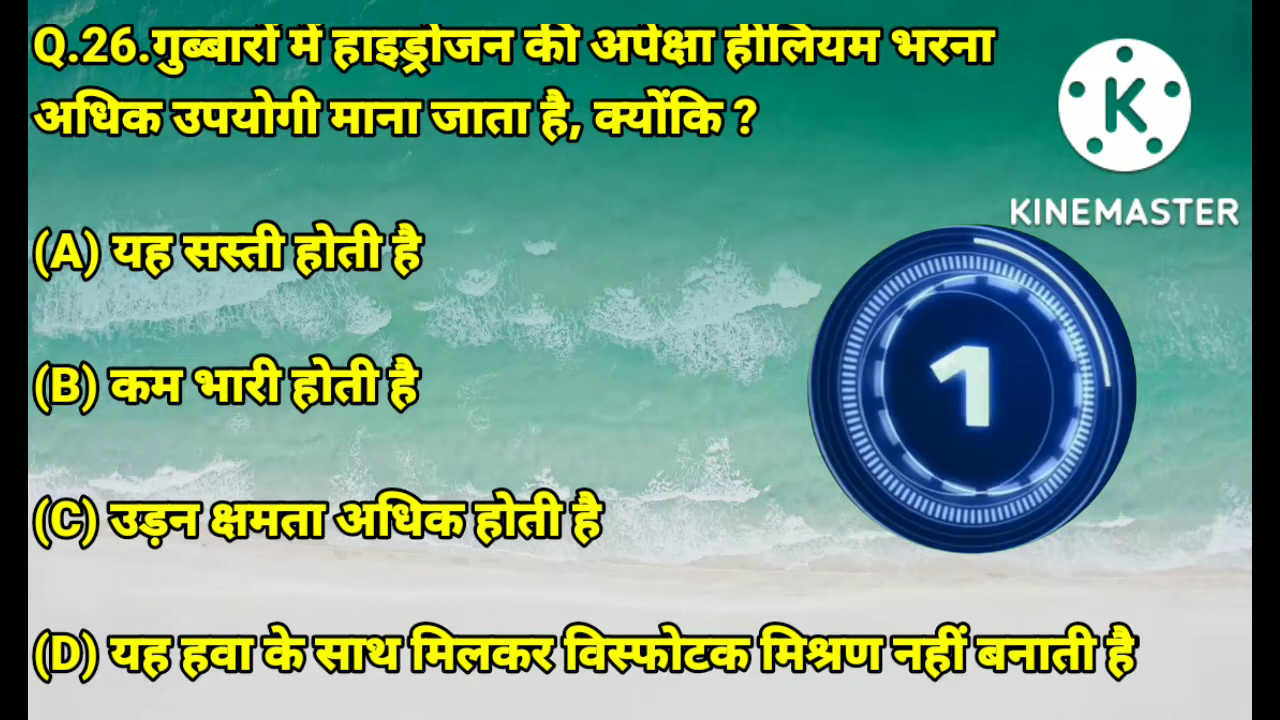 Q.26.गुब्बारों में हाइड्रोजन की अपेक्षा हीलियम भरना
अधिक उपयोगी माना जाता है, क्योंकि ?
K
KINEMASTER
(A) यह सस्ती होती है
(B) कम भारी होती है
1
(C) उड़न क्षमता अधिक होती है
(D) यह हवा के साथ मिलकर विस्फोटक मिश्रण नहीं बनाती है